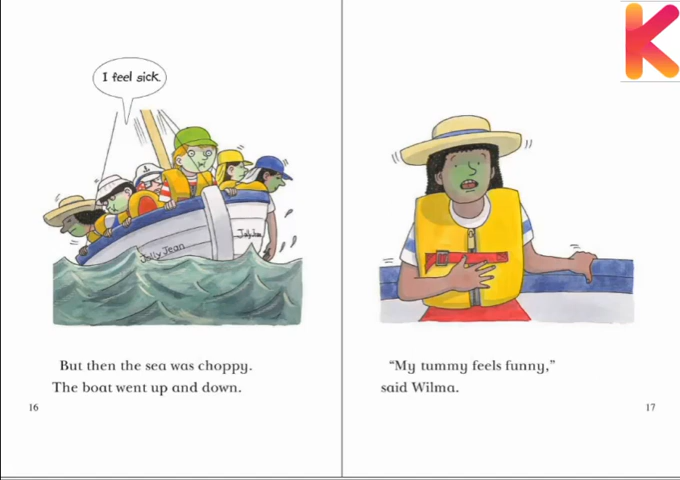 I feel sick.
Jolly Jean
But then the sea was choppy.
The boat went up and down.
16
"My tummy feels funny,"
said Wilma.
17
K